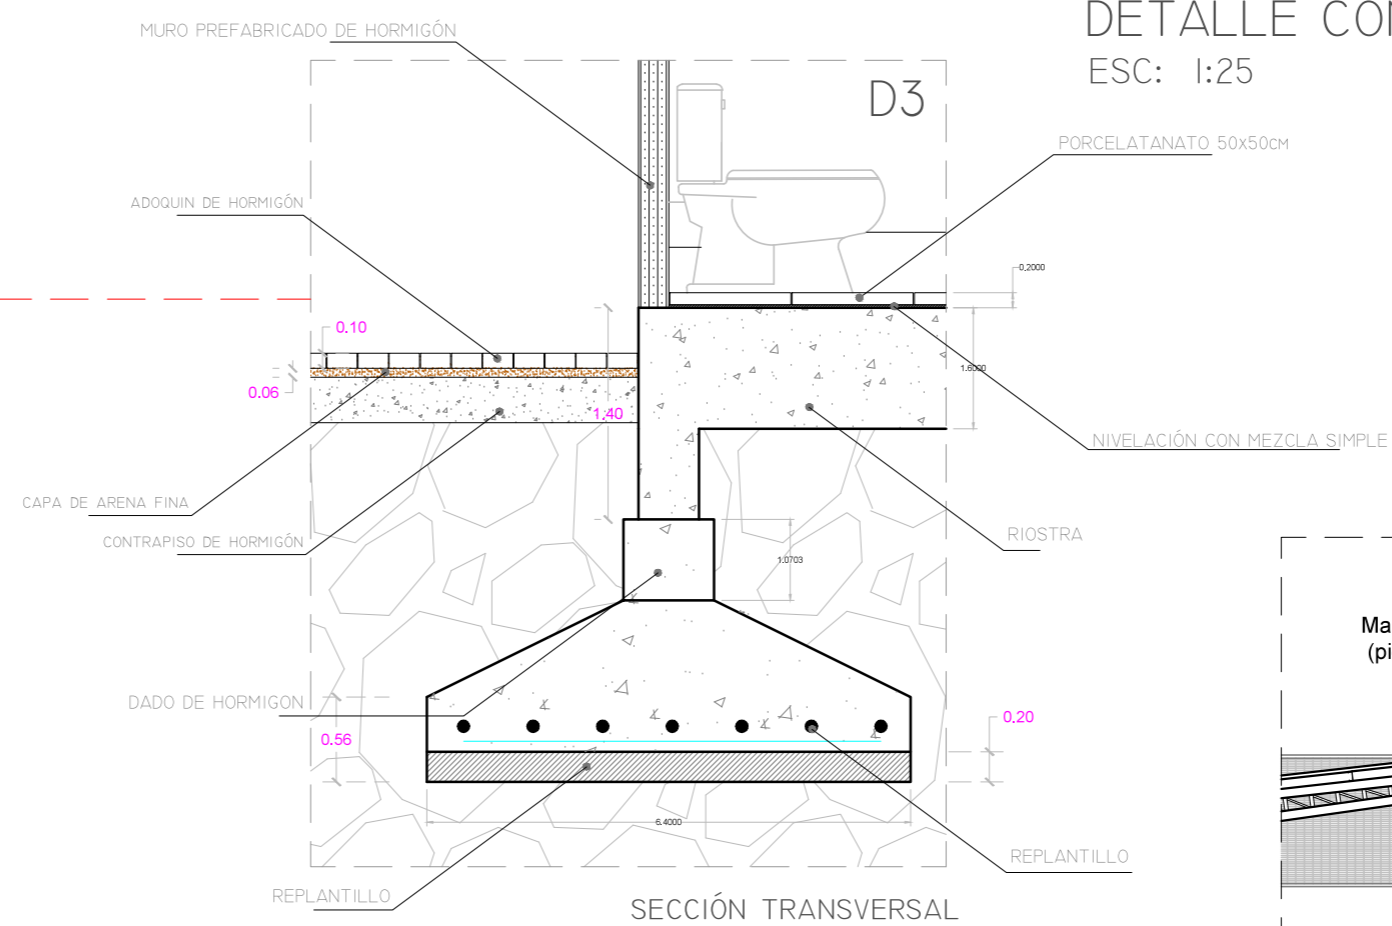 DETALLE CON
ESC: 1:25
MURO PREFABRICADO DE HORMIGÓN
D3
PORCELATANATO 50x50CM
ADOQUIN DE HORMIGÓN
0,2000
0,10
0,06
1,6000
1,40
NIVELACIÓN CON MEZCLA SIMPLE
CAPA DE ARENA FINA
CONTRAPISO DE HORMIGÓN
RIOSTRA
1,0703
Ma
(pi
DADO DE HORMIGON
0,20
0,56
6,4000
REPLANTILLO
REPLANTILLO
SECCIÓN TRANSVERSAL